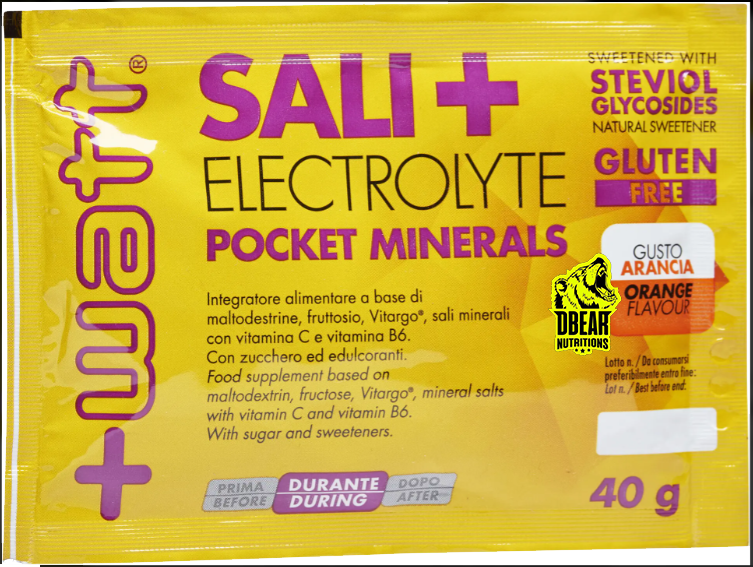 +watt®
SALI+
ELECTROLYTE
POCKET MINERALS
Integratore alimentare a base di
maltodestrine, fruttosio, Vitargo®, sali minerali
con vitamina C e vitamina B6.
Con zucchero ed edulcoranti.
Food supplement based on
maltodextrin, fructose, Vitargo®, mineral salts
with vitamin C and vitamin B6.
With sugar and sweeteners.
PRIMA
BEFORE
DURANTE
DURING
DOPO
AFTER
SWEETENED WITH
STEVIOL
GLYCOSIDES
NATURAL SWEETENER
GLUTEN
FREE
GUSTO
ARANCIA
ORANGE
FLAVOUR
DBEAR
NUTRITIONS
Lotto n. / Da consumarsi
preferibilmente entro fine:
Lot n. / Best before end:
40 g